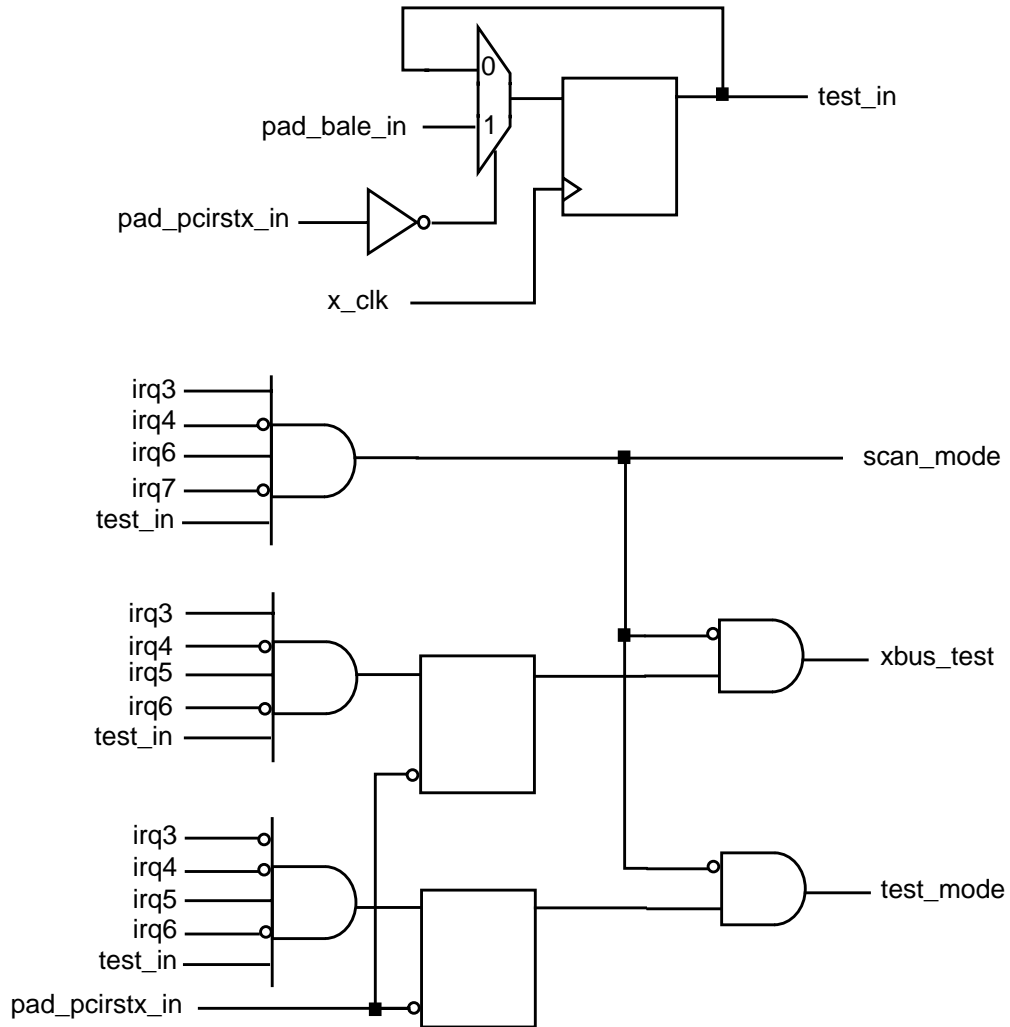 0
test_in
pad_bale_in
1
pad_pcirstx_in
x_clk
irq3
irq4
irq6
scan_mode
irq7
test_in
irq3
irq4
xbus_test
irq5
irq6
test_in
irq3
irq4
test_mode
irq5
irq6
test_in
pad_pcirstx_in